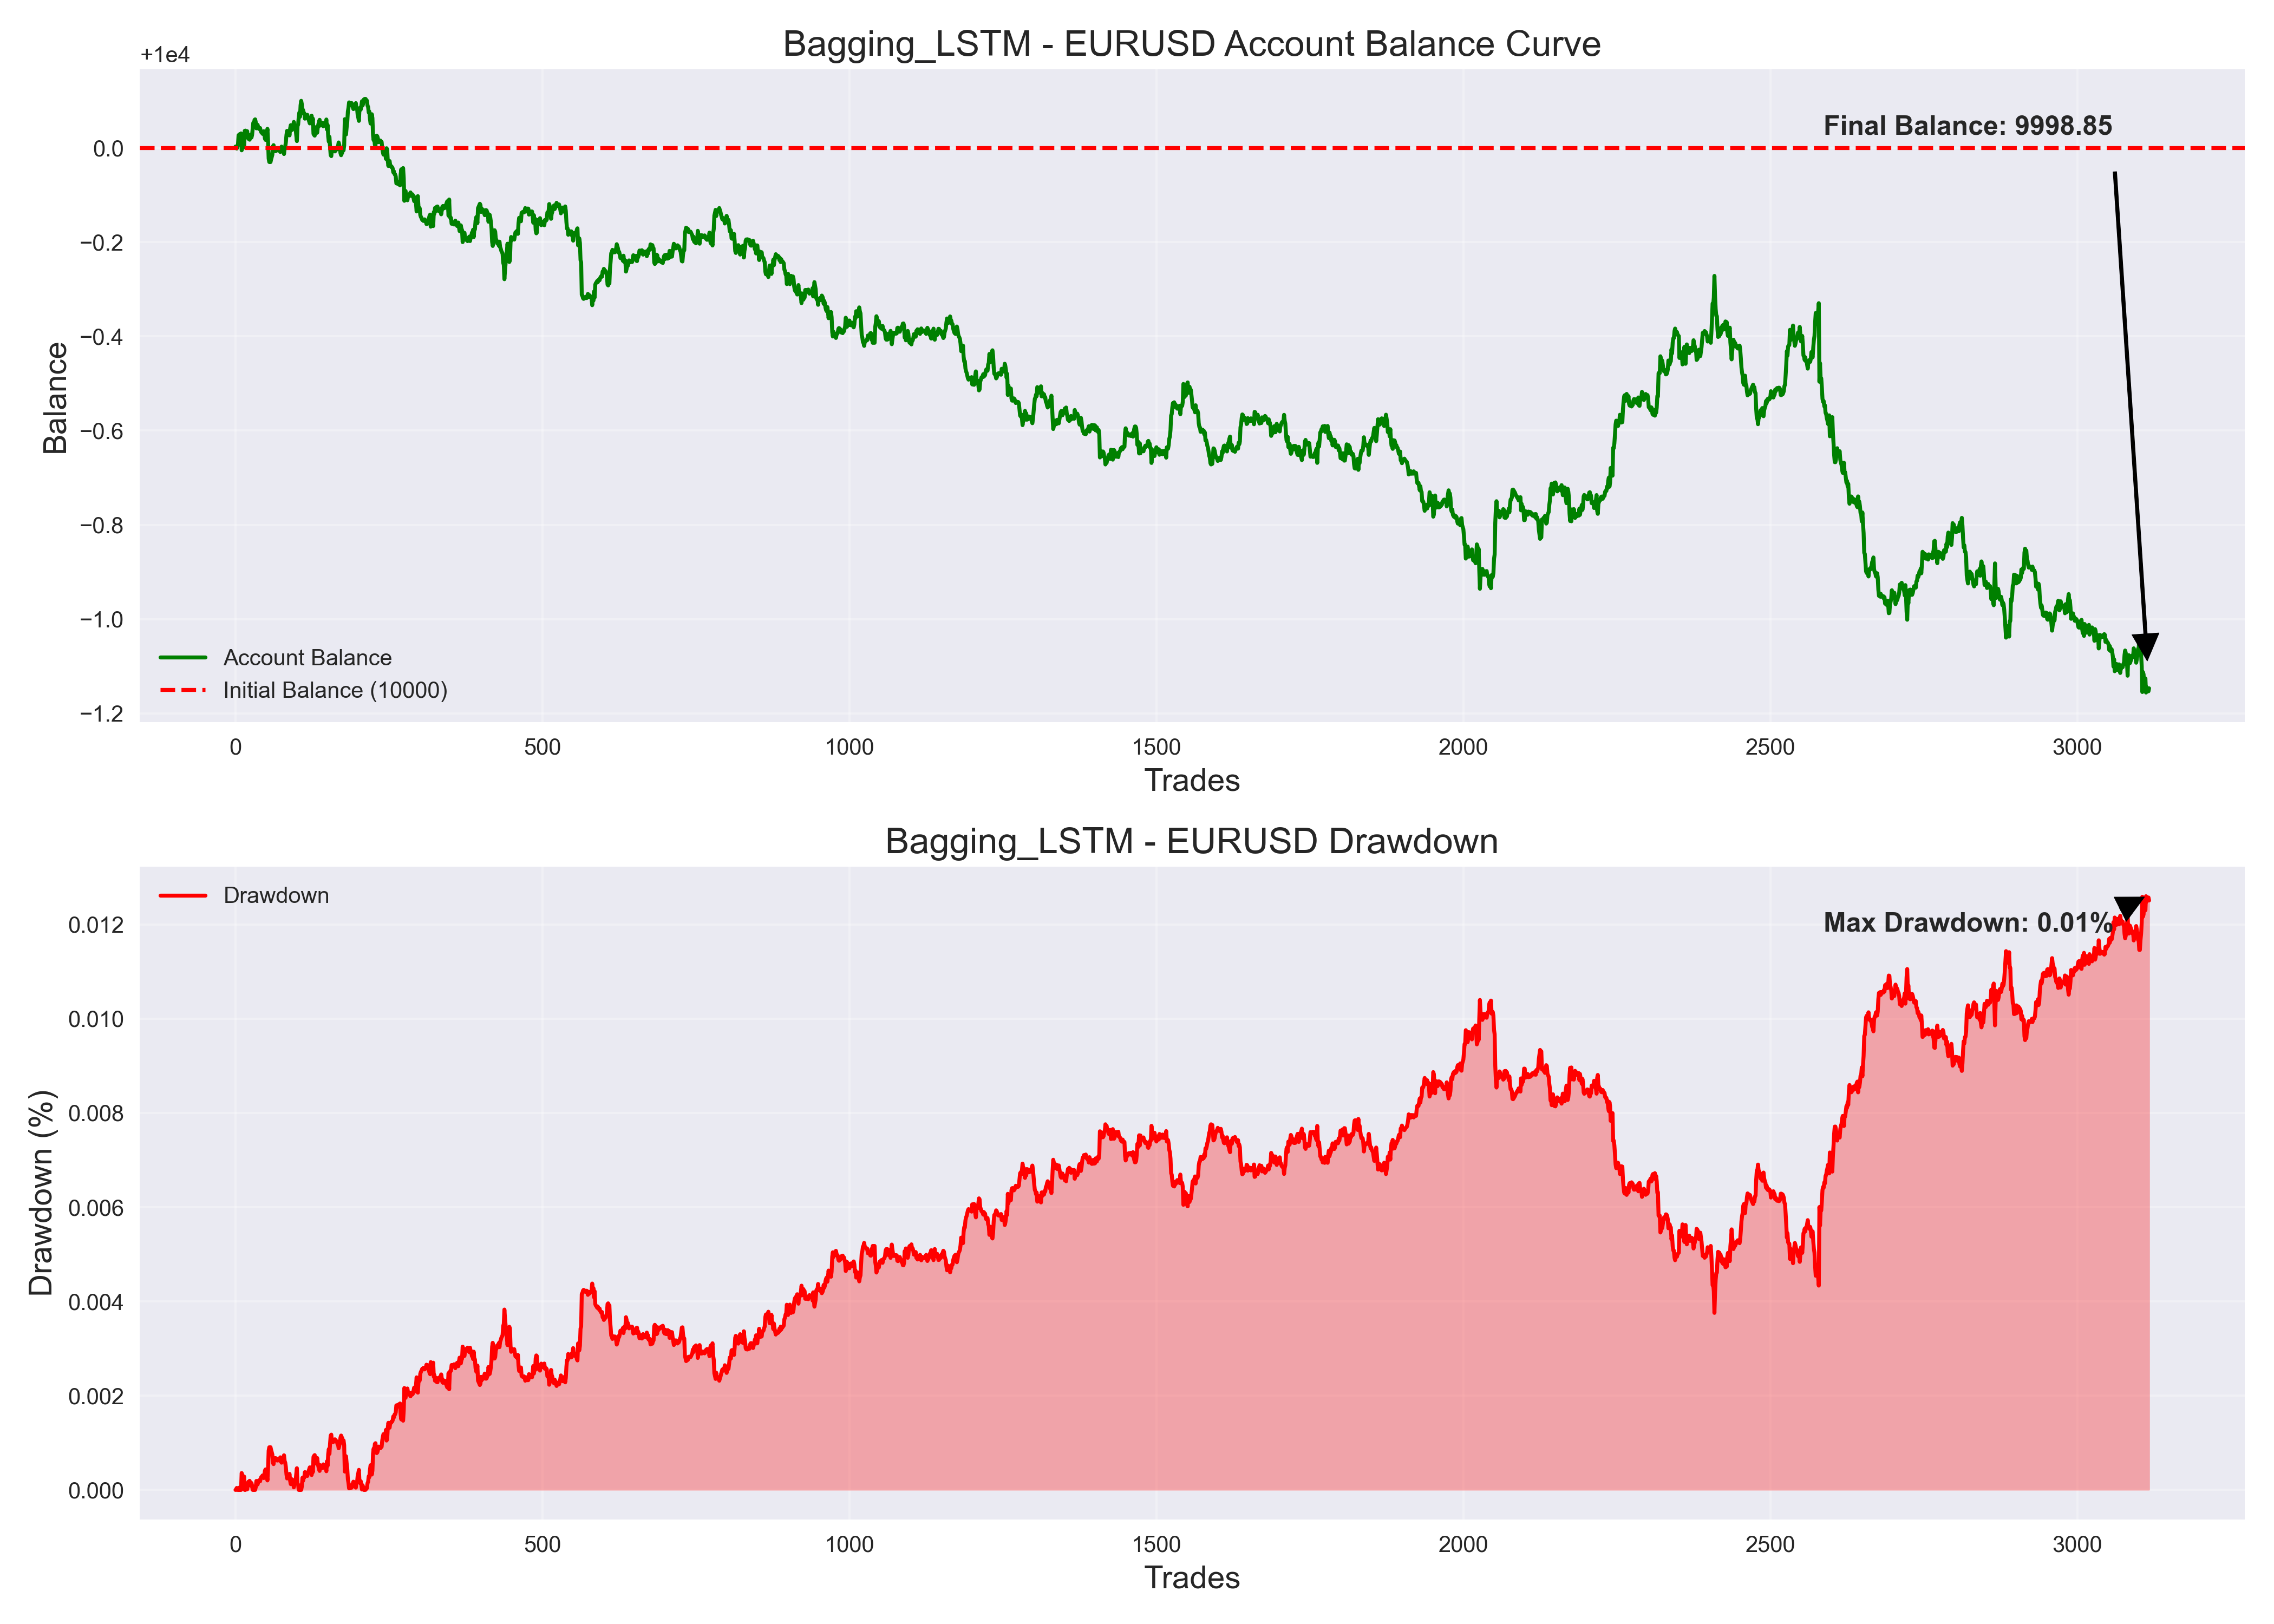 Bagging_LSTM - EURUSD Account Balance Curve
+1e4
Final Balance: 9998.85
0.0
−0.2
−0.4
−0.6
−0.8
−1.0
−1.2
Balance
Account Balance
Initial Balance (10000)
0 500 1000 1500 2000 2500 3000
Trades
Bagging_LSTM - EURUSD Drawdown
Drawdown
Max Drawdown: 0.01%
0.012
0.010
0.008
0.006
0.004
0.002
0.000
Drawdown (%)
0 500 1000 1500 2000 2500 3000
Trades